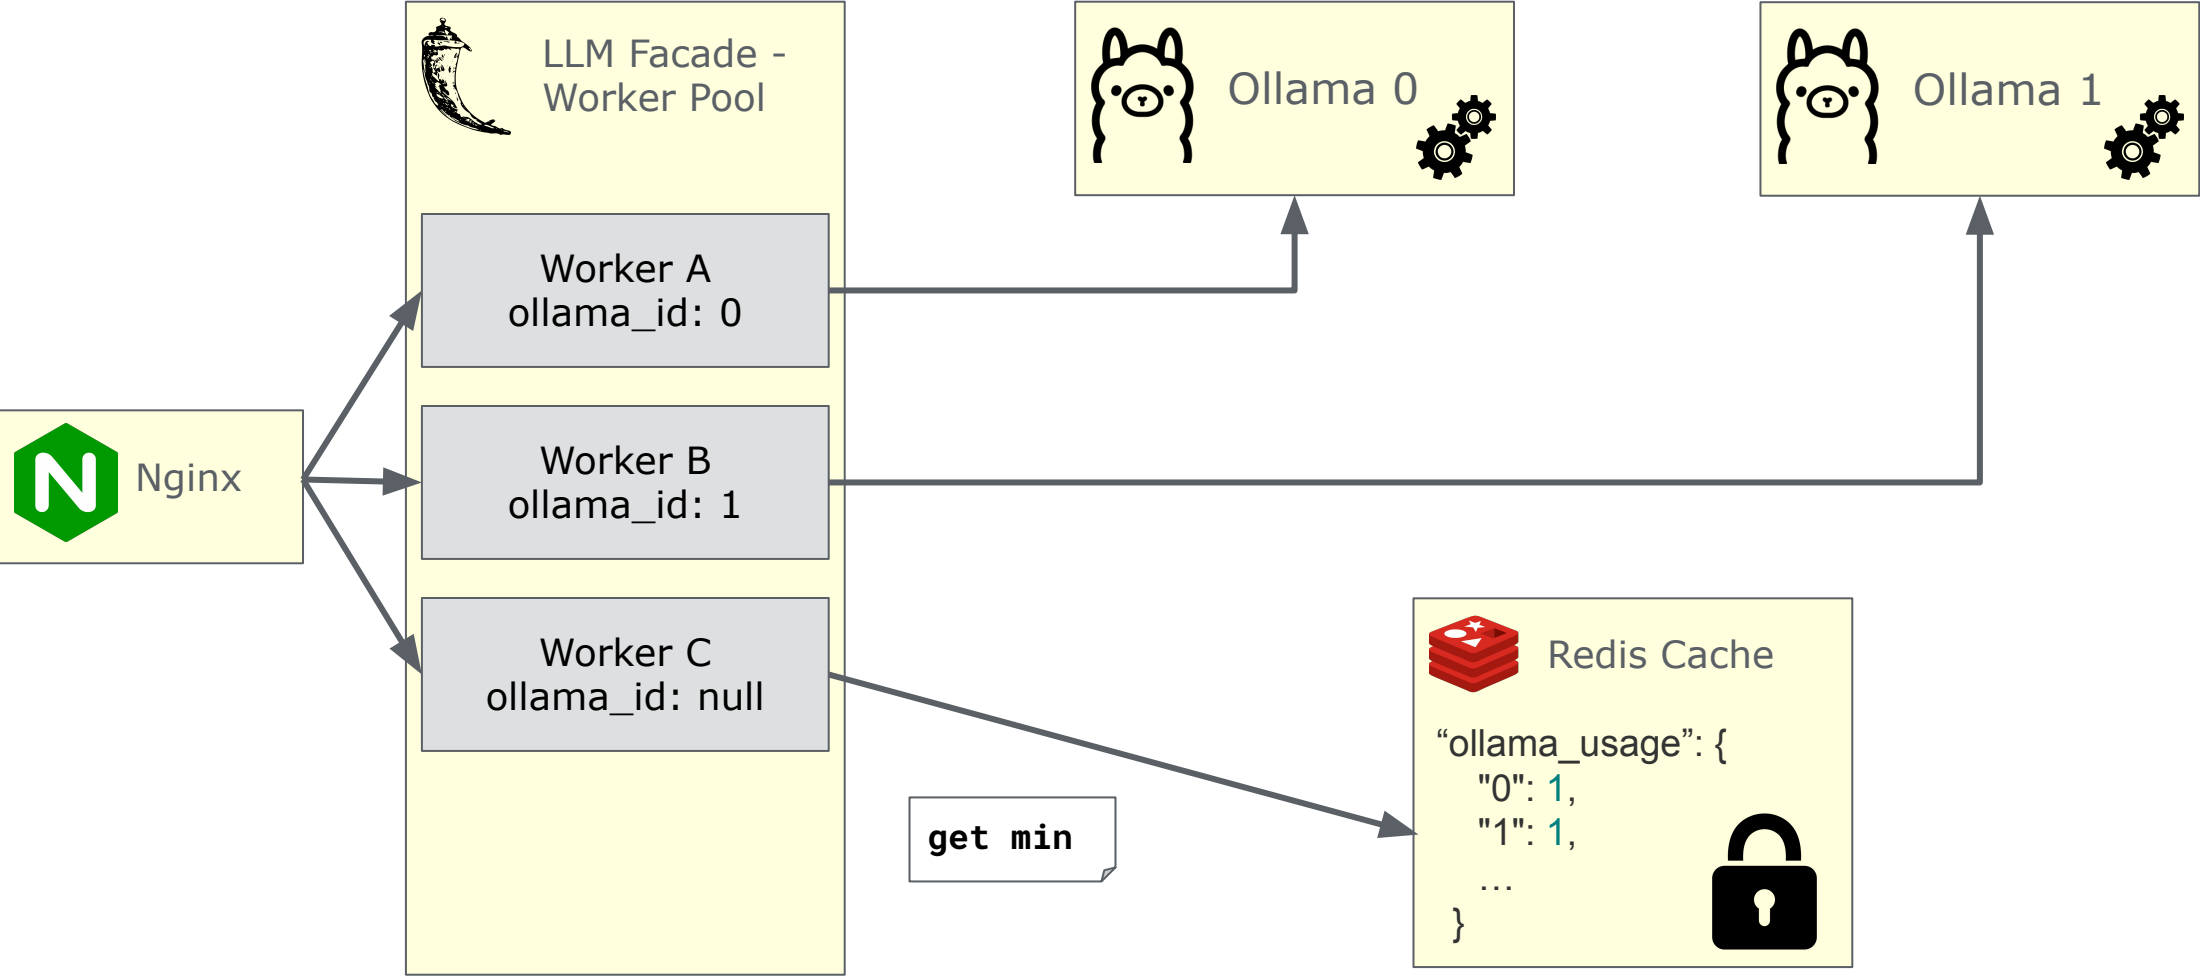 LLM Facade -
Worker Pool
Ollama 0
Ollama 1
Worker A
ollama_id: 0
Nginx
Worker B
ollama_id: 1
Worker C
ollama_id: null
get min
Redis Cache
“ollama_usage”: {
"0": 1,
"1": 1,
…
}